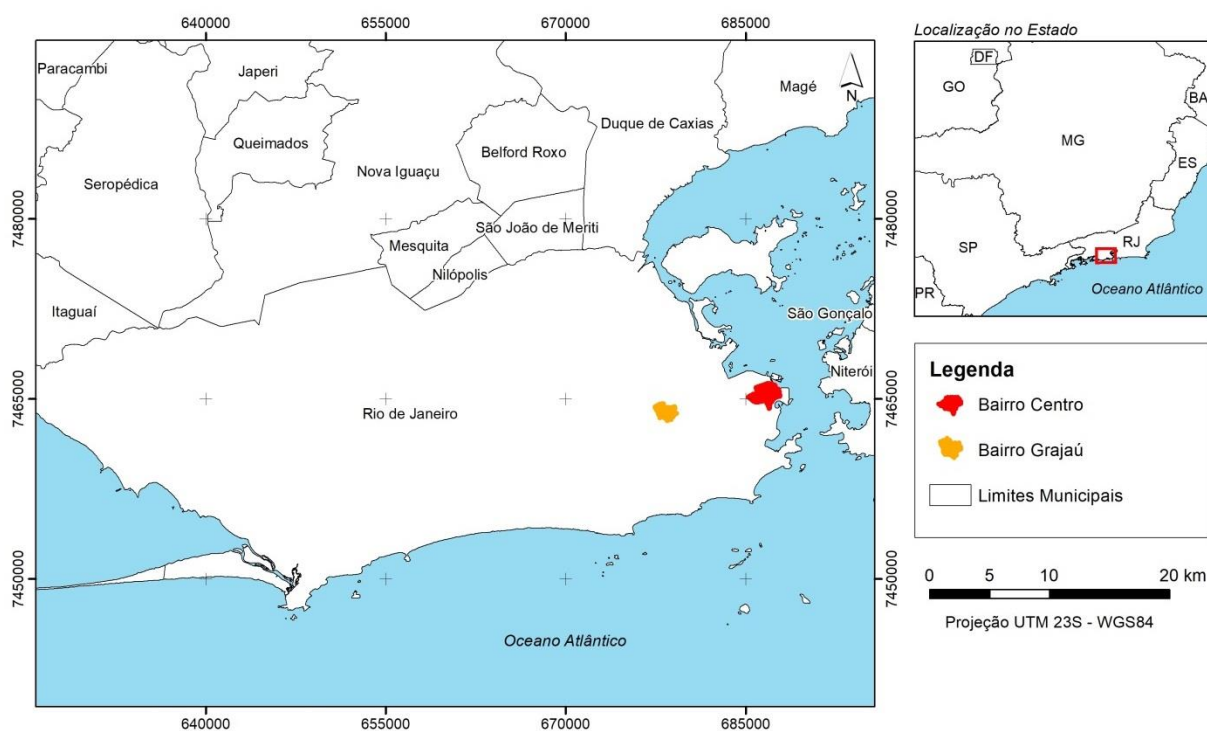 640000
655000
670000
685000
Localização no Estado
Paracambi
Japeri
Magé
N
DF
GO
BA
Duque de Caxias
Queimados
Belford Roxo
MG
Nova Iguaçu
ES
Seropédica
7480000
7480000
São João de Meriti
Mesquita
SP
RJ
Nilópolis
Oceano Atlântico
PR
Itaguaí
São Gonçalo
Niterói
Legenda
7465000
Rio de Janeiro
7465000
Bairro Centro
Bairro Grajaú
Limites Municipais
7450000
7450000
0 5 10 20 km
Projeção UTM 23S - WGS84
Oceano Atlântico
640000
655000
670000
685000